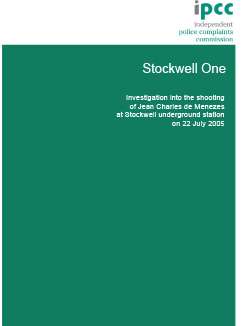 ipcc
independent
police complaints
commission
Stockwell One
Investigation into the shooting
of Jean Charles de Menezes
at Stockwell underground station
on 22 July 2005